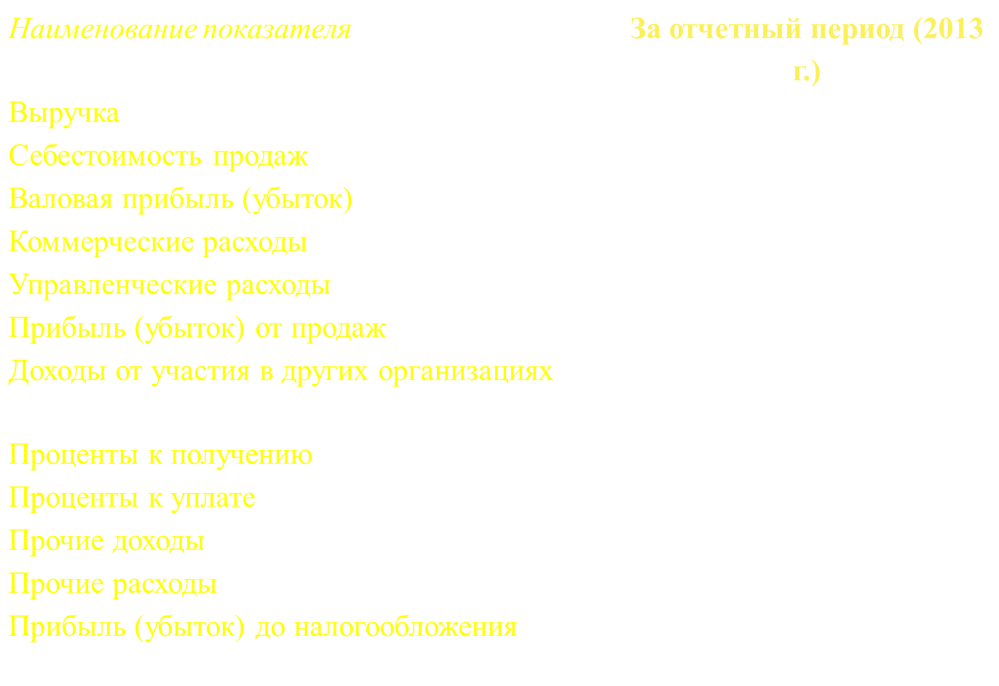 Наименование показателя
За отчетный период (2013
г.)
Выручка
Себестоимость продаж
Валовая прибыль (убыток)
Коммерческие расходы
Управленческие расходы
Прибыль (убыток) от продаж
Доходы от участия в других организациях
Проценты к получению
Проценты к уплате
Прочие доходы
Прочие расходы
Прибыль (убыток) до налогообложения